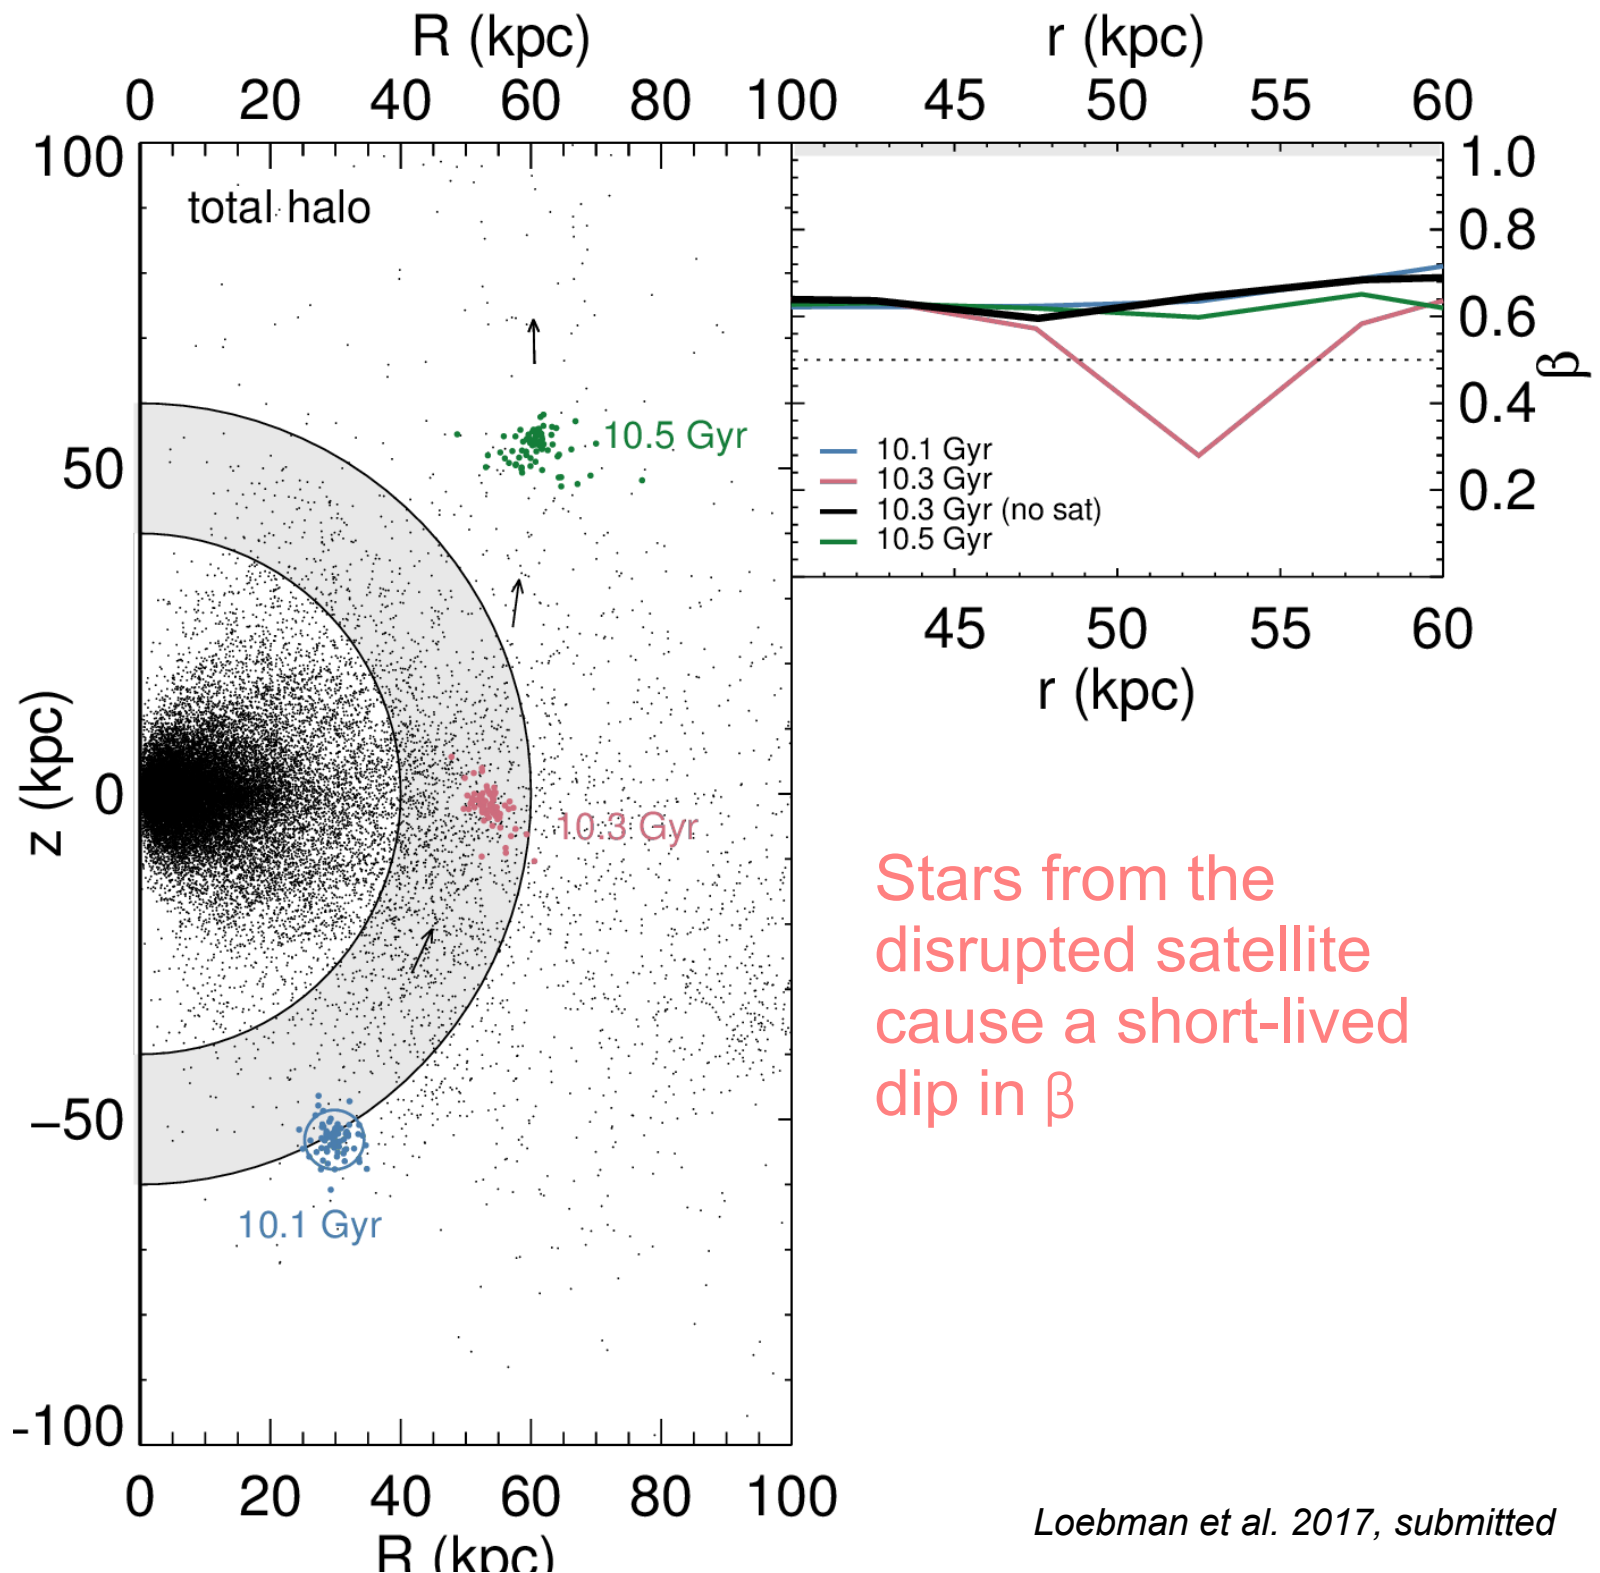 R (kpc)
r (kpc)
0 20 40 60 80 100 45 50 55 60
100
50
0
−50
-100
z (kpc)
total halo
10.5 Gyr
10.3 Gyr
10.1 Gyr
0 20 40 60 80 100
R (kpc)
1.0
0.8
0.6
0.4
0.2
β
10.1 Gyr
10.3 Gyr
10.3 Gyr (no sat)
10.5 Gyr
45 50 55 60
r (kpc)
Stars from the
disrupted satellite
cause a short-lived
dip in β
Loebman et al. 2017, submitted